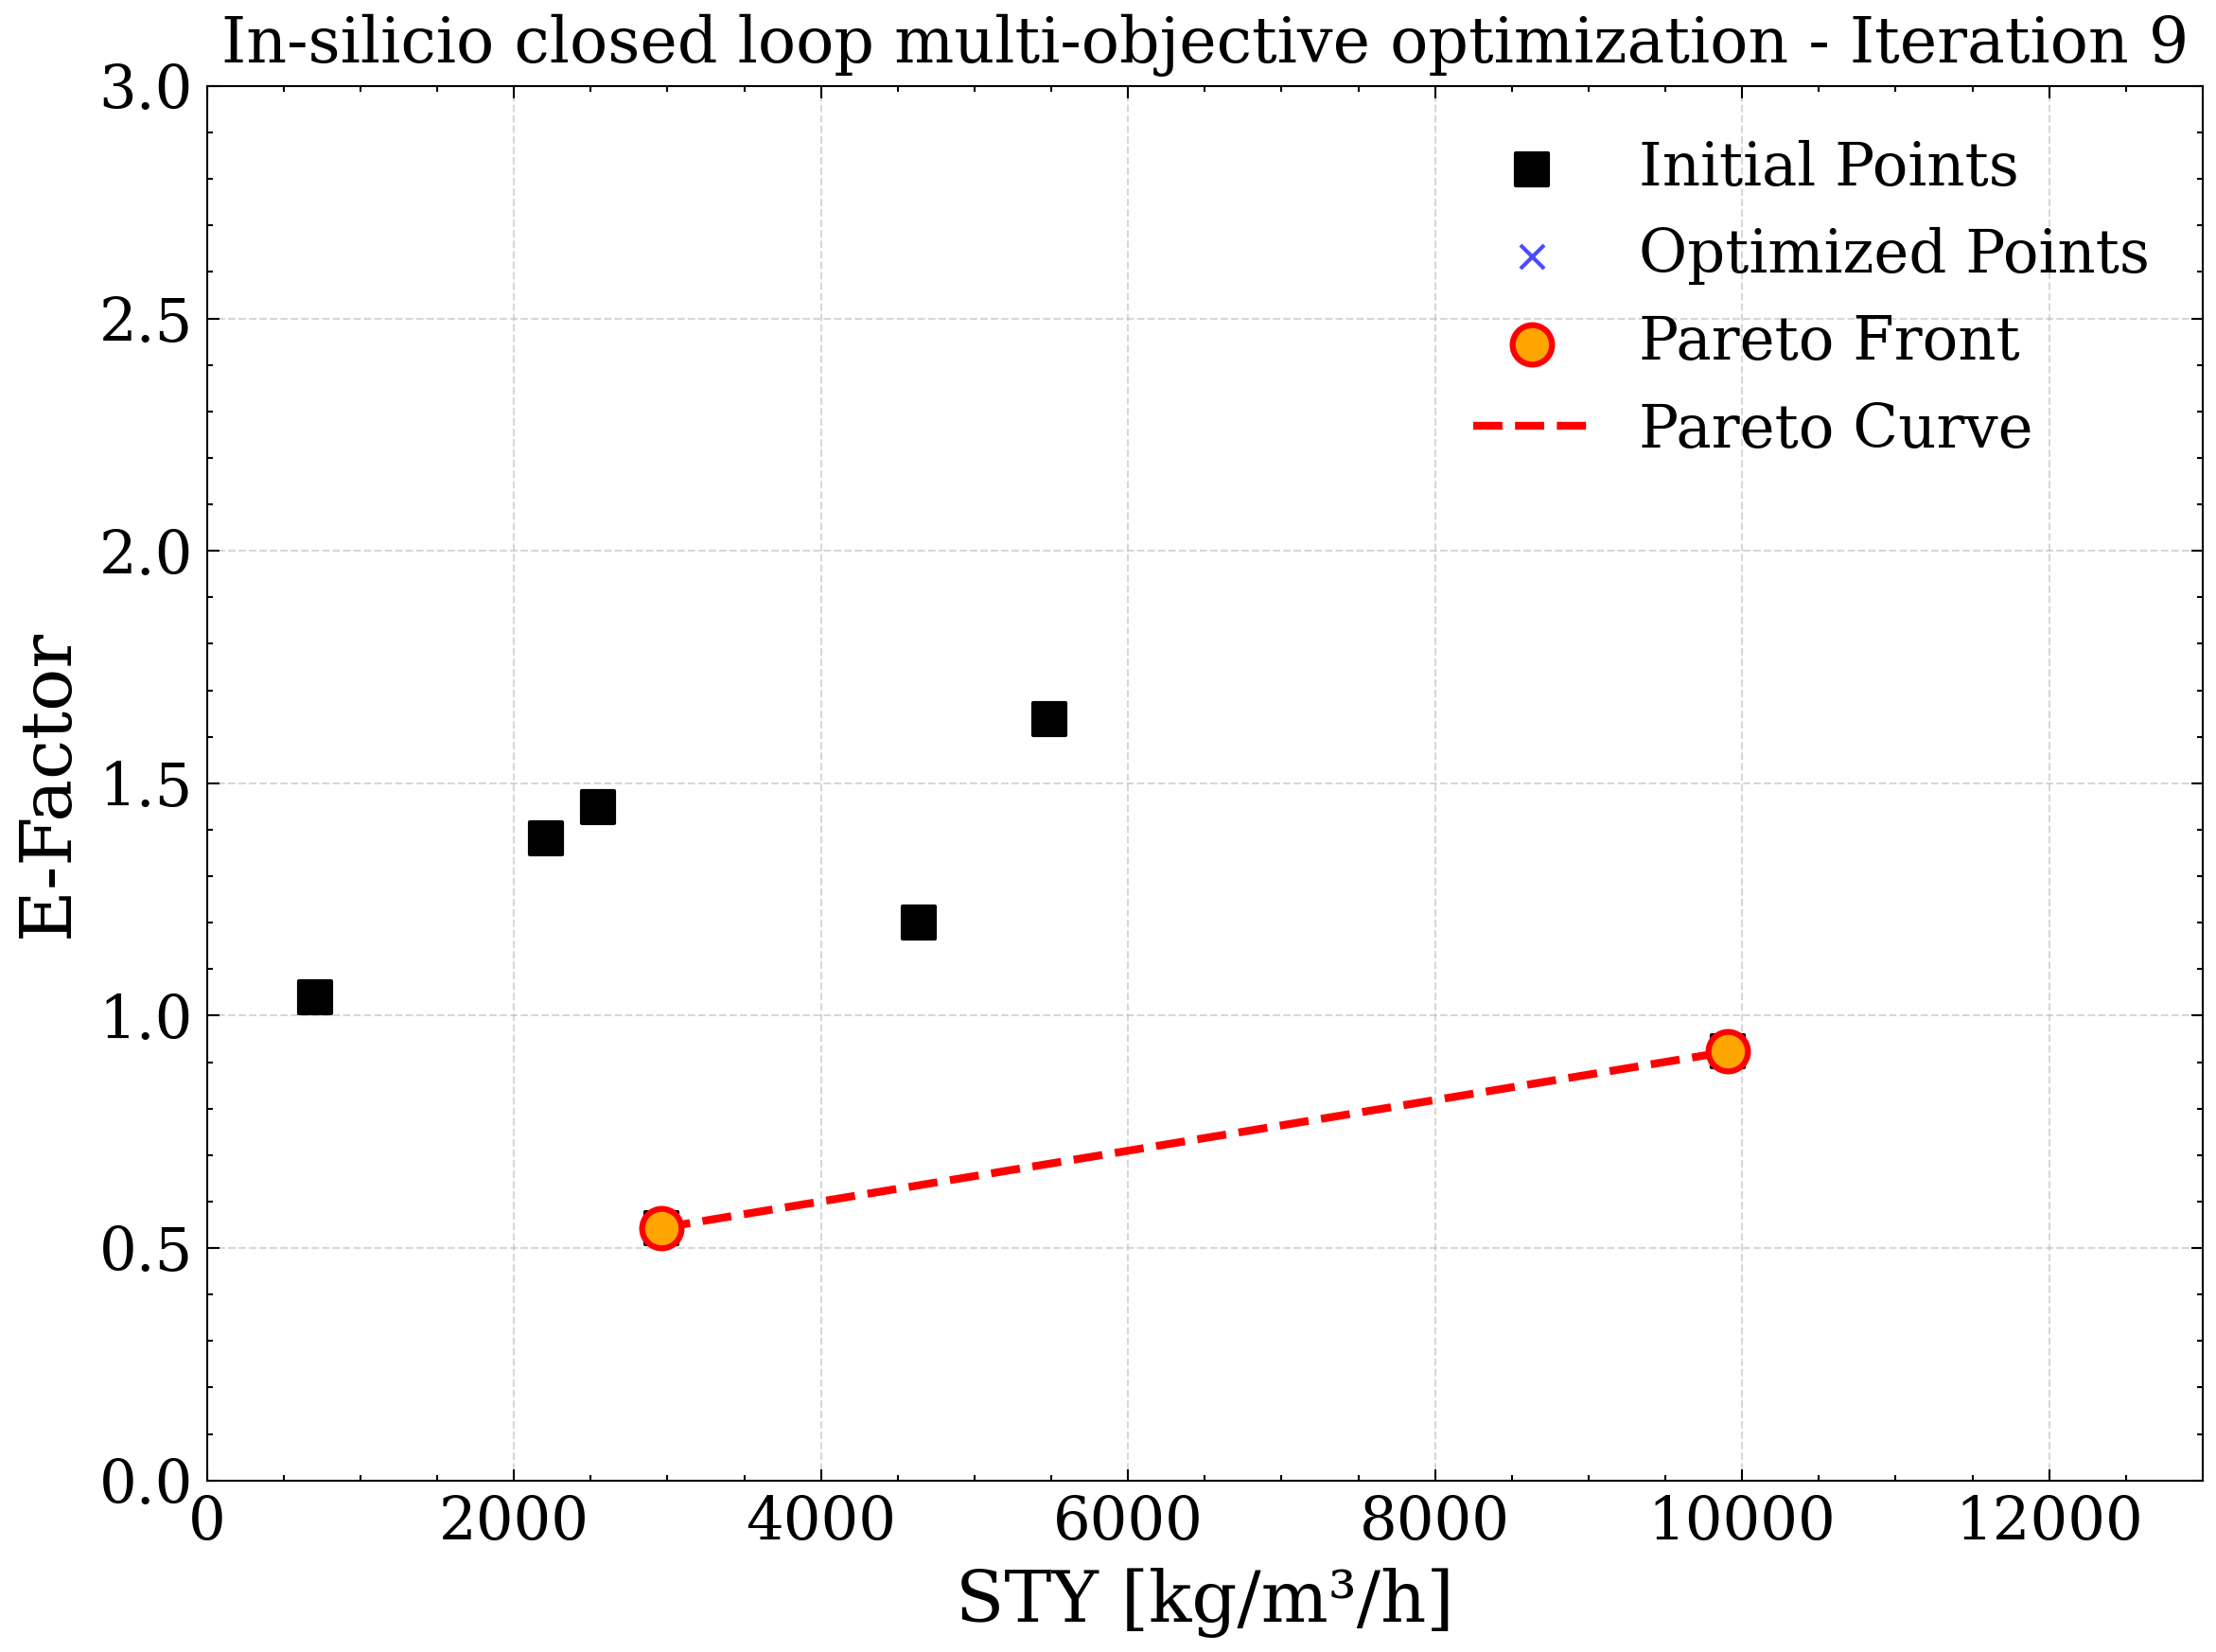 In-silicio closed loop multi-objective optimization - Iteration 9
3.0
2.5
2.0
1.5
1.0
0.5
0.0
E-Factor
Initial Points
Optimized Points
Pareto Front
Pareto Curve
0 2000 4000 6000 8000 10000 12000
STY [kg/m³/h]